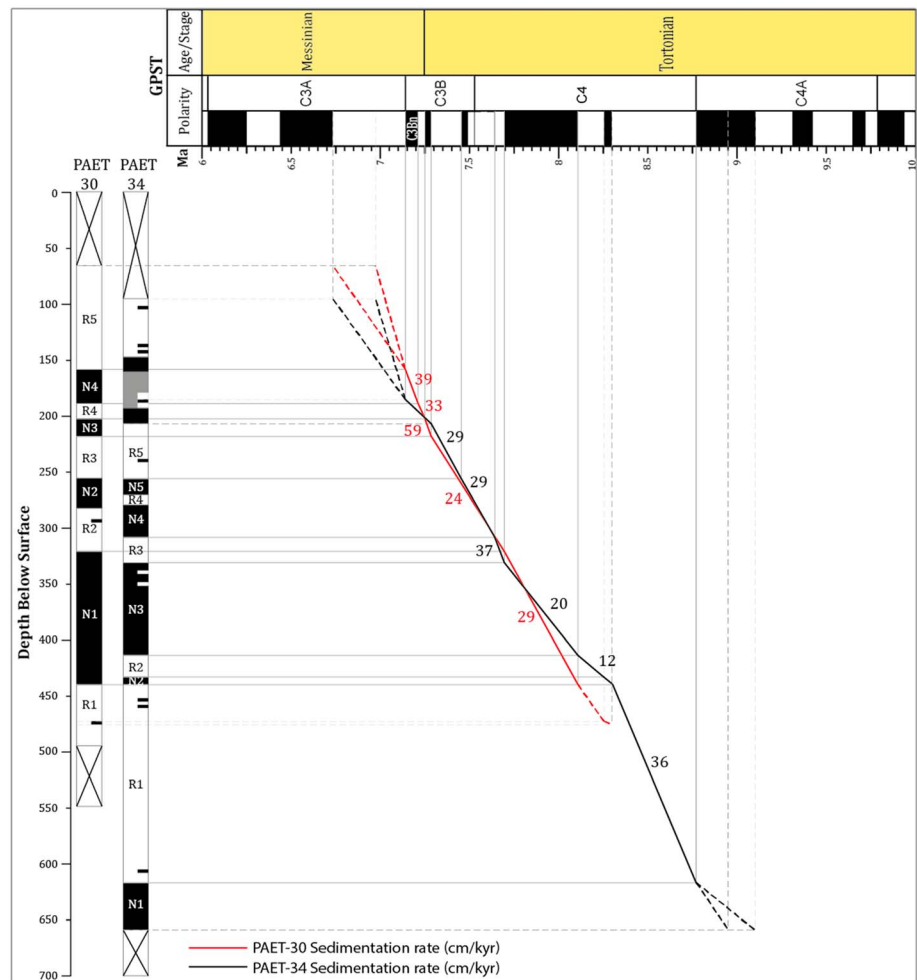 GPST
Age/Stage
Messinian
Tortonian
Polarity
C3A
C3B
C4
C4A
C3Bn
Ma
6
6.5
7
7.5
8
8.5
9
9.5
10
PAET
30
PAET
34
Depth Below Surface
0
50
100
150
200
250
300
350
400
450
500
550
600
650
700
R5
N4
R4
N3
R3
N2
R2
N1
R1
R5
N5
R4
N4
R3
N3
R2
N2
R1
N1
39
33
59
29
29
24
37
20
29
12
36
PAET-30 Sedimentation rate (cm/kyr)
PAET-34 Sedimentation rate (cm/kyr)